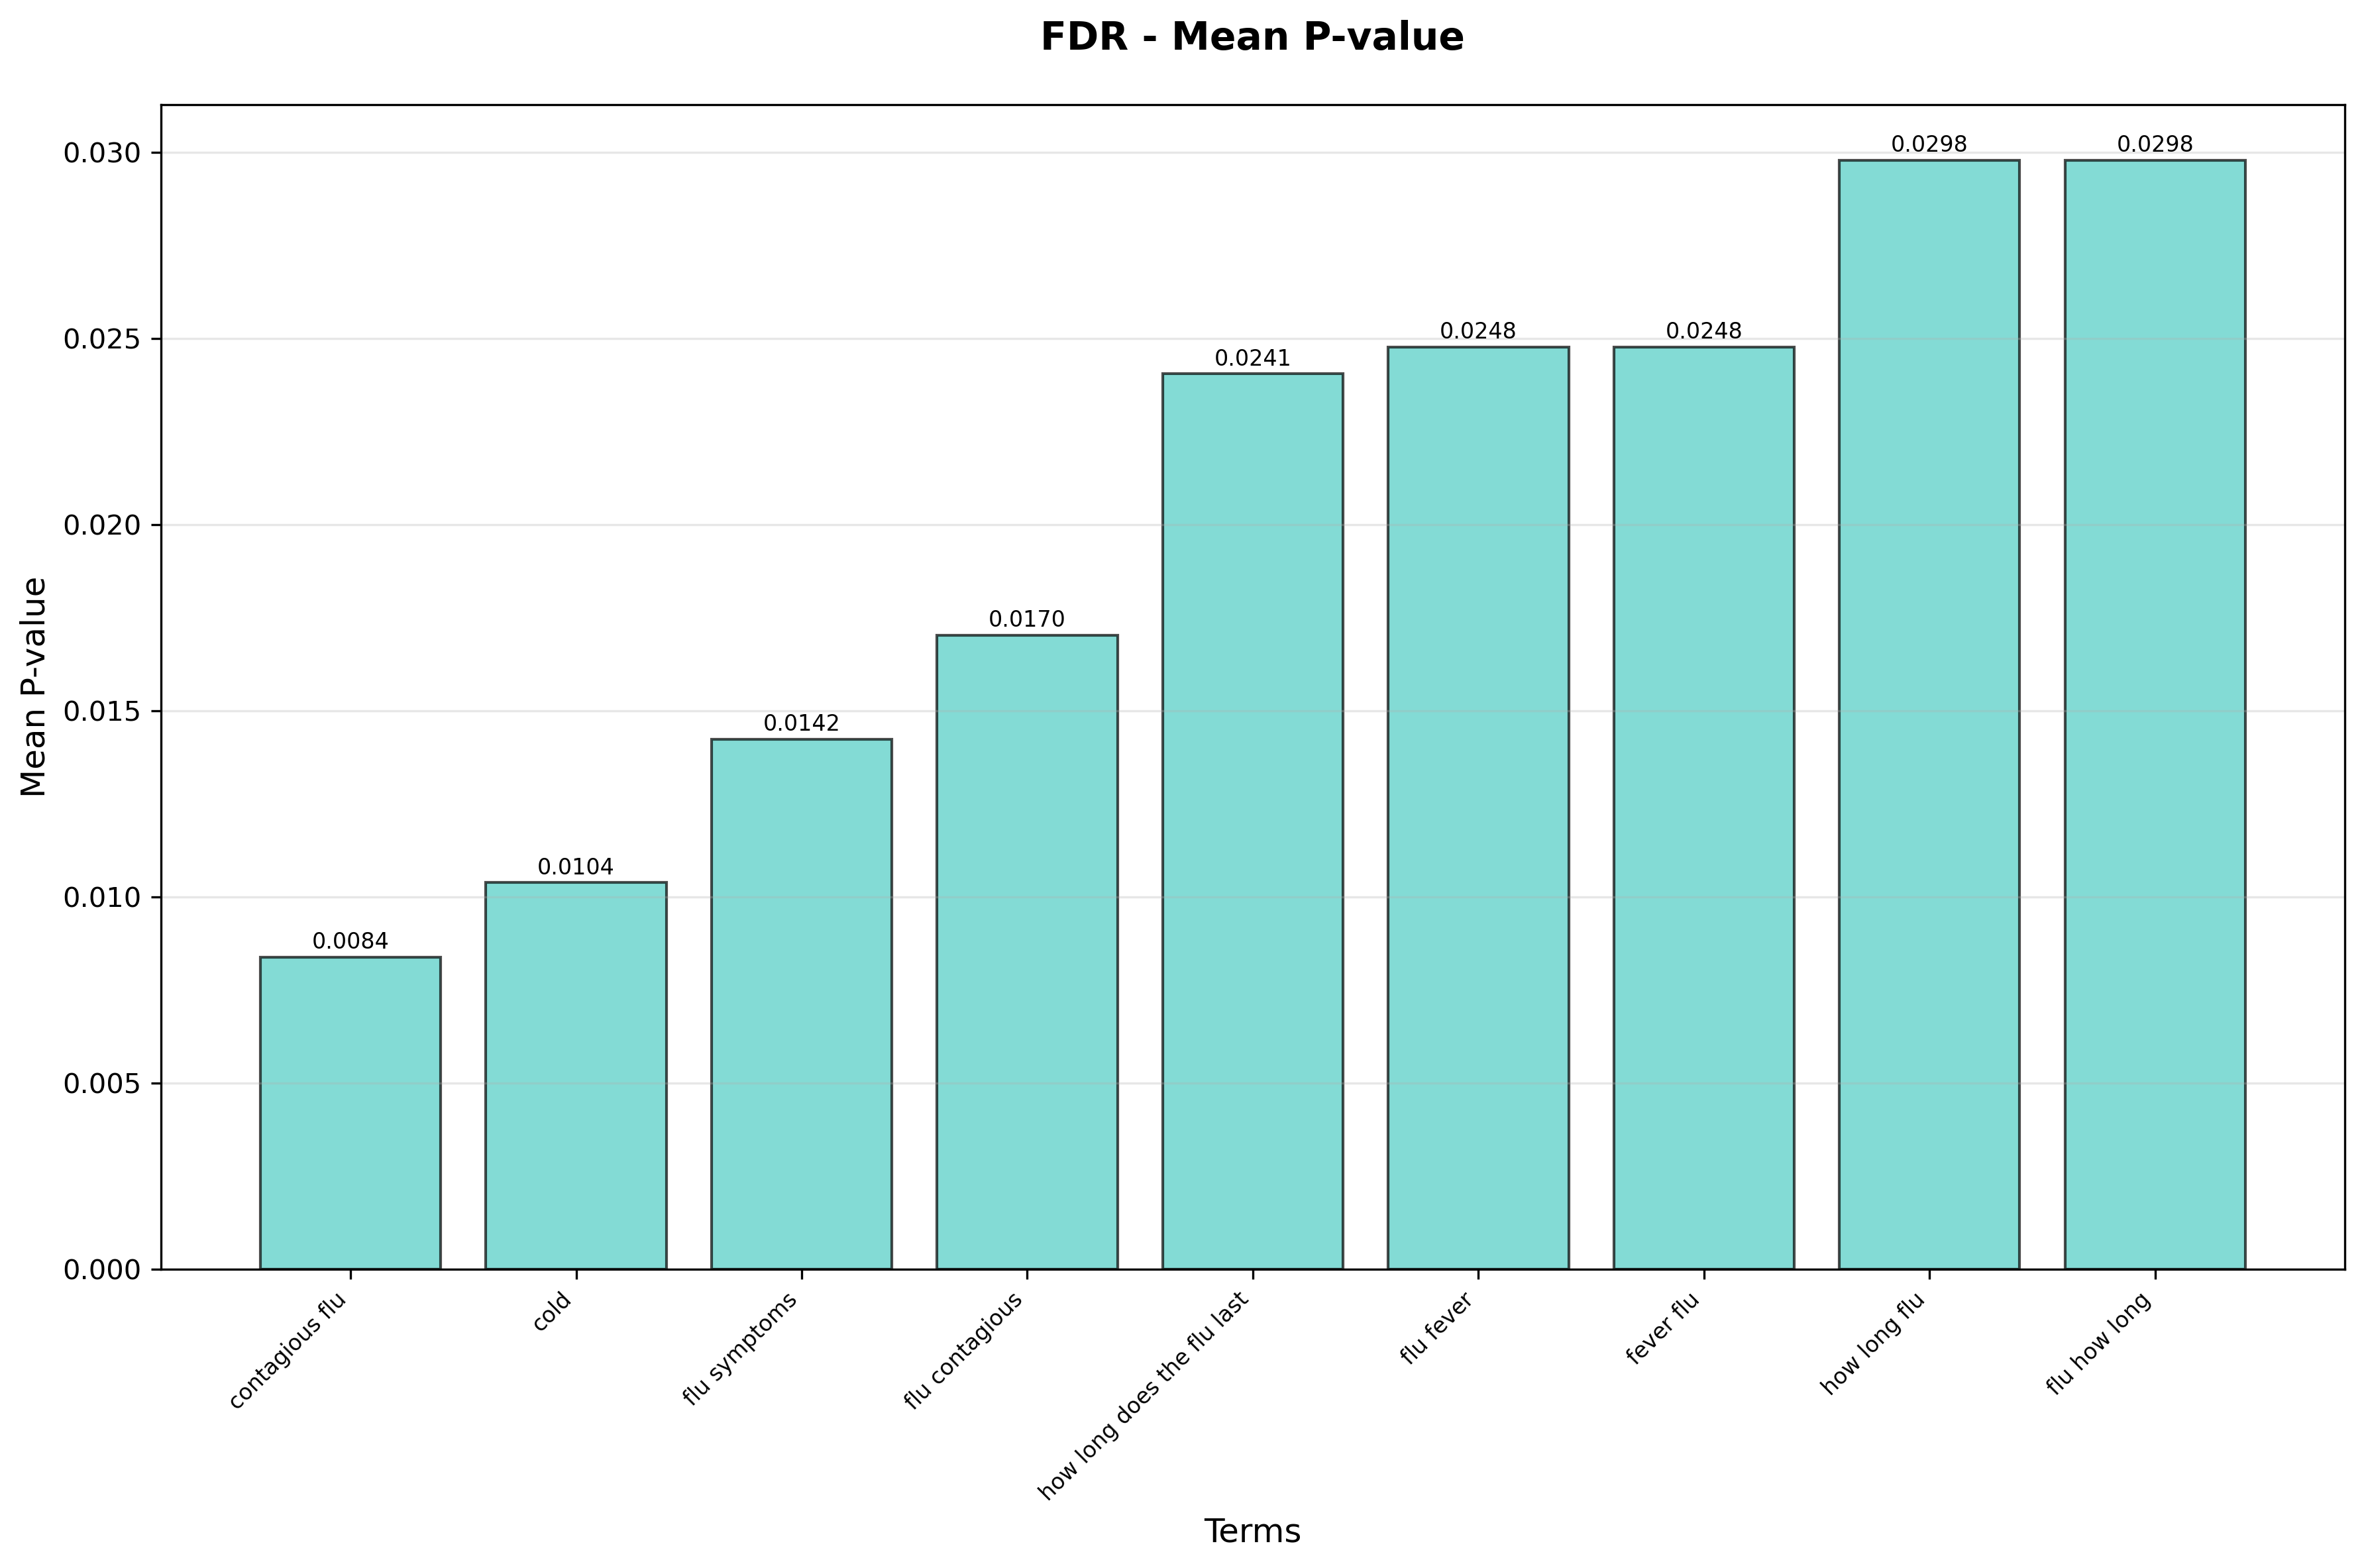 FDR - Mean P-value
Mean P-value
0.030
0.025
0.020
0.015
0.010
0.005
0.000
0.0084
0.0104
0.0142
0.0170
0.0241
0.0248
0.0248
0.0298
0.0298
contagious flu
cold
flu symptoms
flu contagious
how long does the flu last
flu fever
fever flu
how long flu
flu how long
Terms